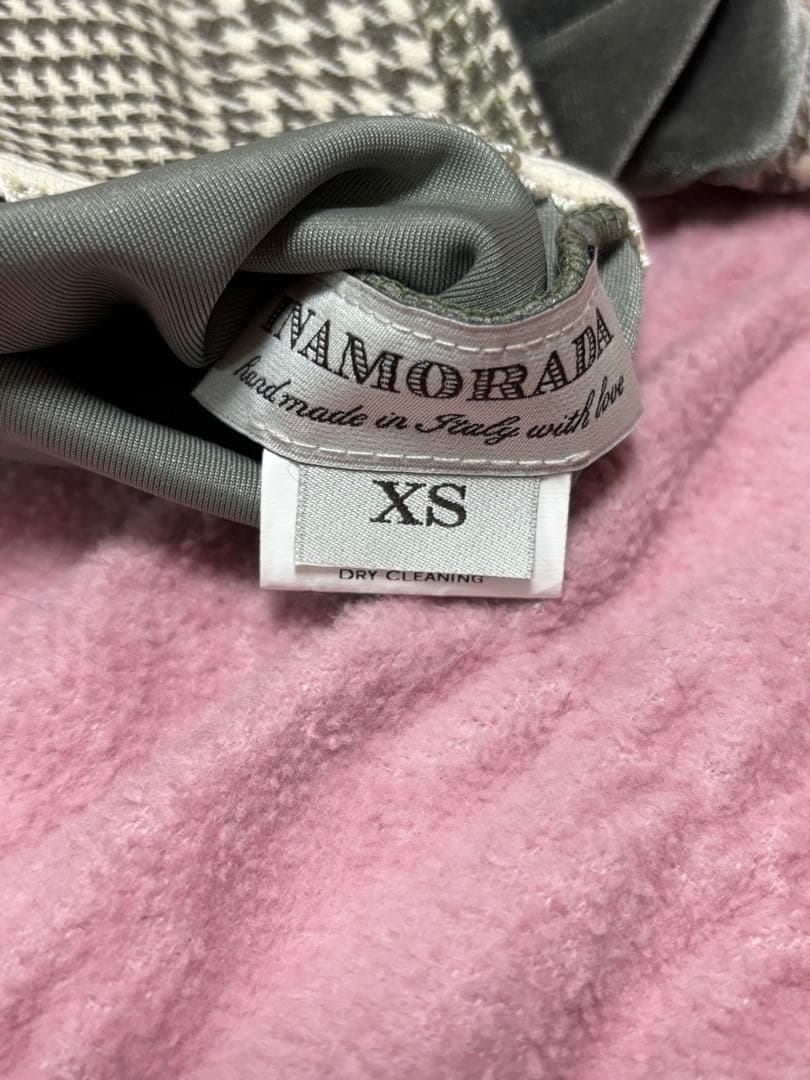 INAMORADA
hand made in Italy with love
XS
DRY CLEANING